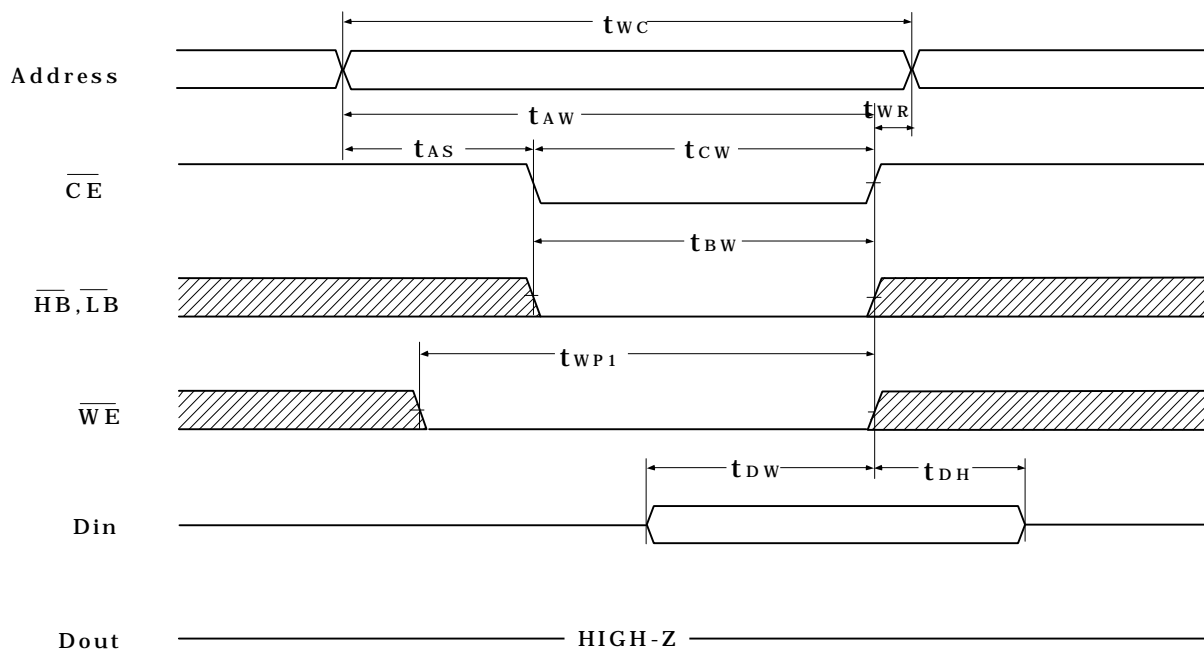 tWC
Address
tAW tWR
tAS tCW
CE
tBW
HB,LB
tWP1
WE
tDW tDH
Din
Dout HIGH-Z